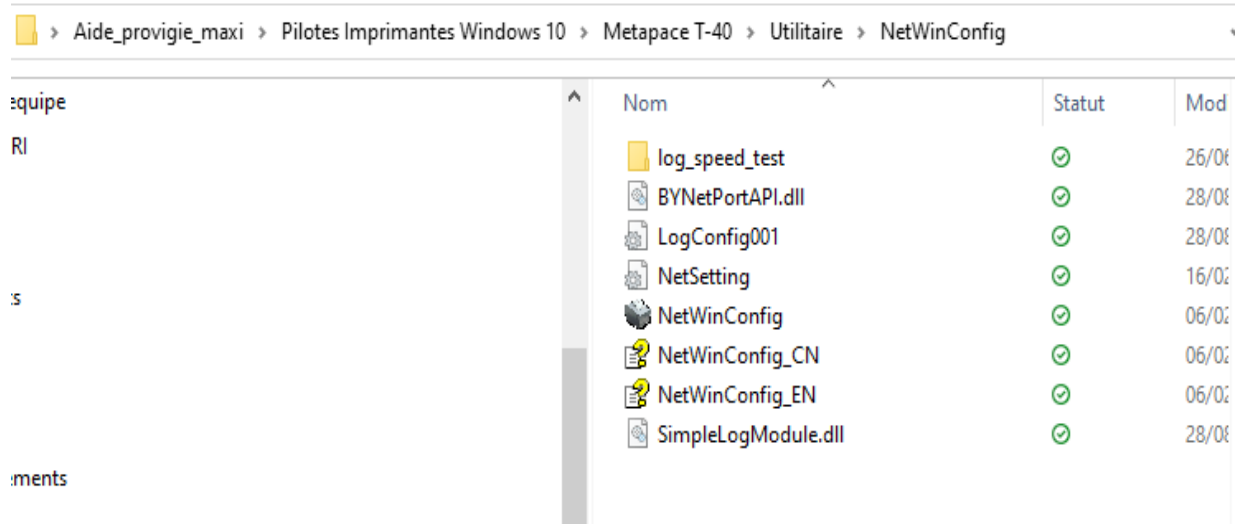 Aide_provigie_maxi > Pilotes Imprimantes Windows 10 > Metapace T-40 > Utilitaire > NetWinConfig
equipe
RI
s
ements
Nom Statut Mod
log_speed_test 26/06
BYNetPortAPI.dll 28/08
LogConfig001 28/08
NetSetting 16/02
NetWinConfig 06/02
NetWinConfig_CN 06/02
NetWinConfig_EN 06/02
SimpleLogModule.dll 28/08